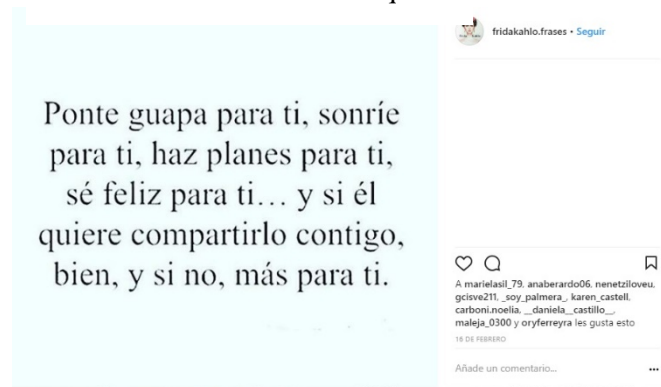 fridakahlo.frases • Seguir
Ponte guapa para ti, sonríe
para ti, haz planes para ti,
sé feliz para ti... y si él
quiere compartirlo contigo,
bien, y si no, más para ti.
A marielasil_79, anaberardo06, nenetziloveu,
gcisve211, _soy_palmera_, karen_castell,
carboni.noelia, __daniela__castillo__,
maleja_0300 y oryferreyra les gusta esto
16 DE FEBRERO
Añade un comentario...